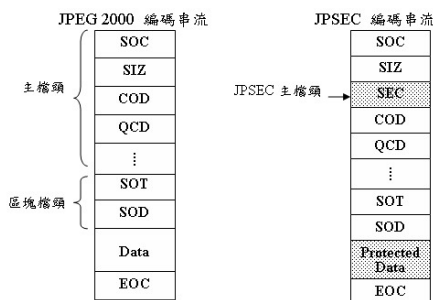 JPEG 2000 編碼串流
SOC
SIZ
COD
QCD
⋮
SOT
SOD
Data
EOC
主檔頭
區塊檔頭
JPSEC 編碼串流
SOC
SIZ
SEC
COD
QCD
⋮
SOT
SOD
Protected
Data
EOC
JPSEC 主檔頭